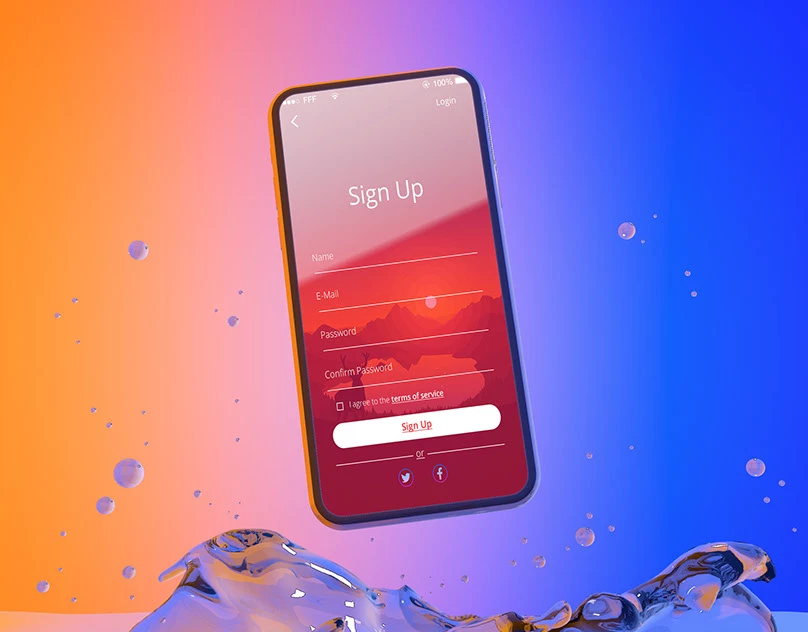 FFF 100%
Login
Sign Up
Name
E-Mail
Password
Confirm Password
I agree to the terms of service
Sign Up
or